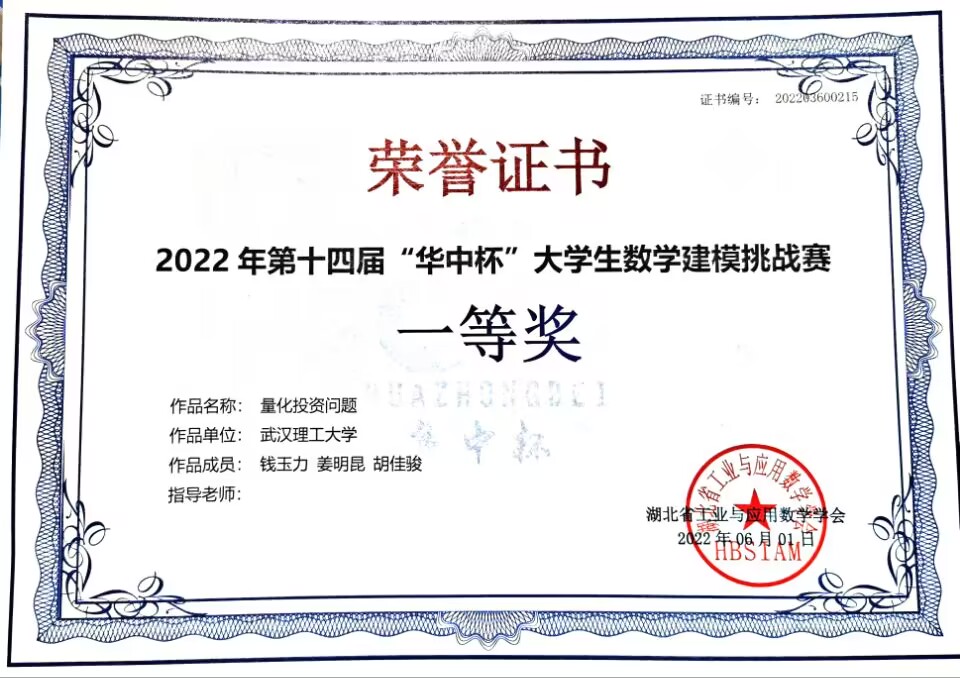 证书编号： 202203600215
荣誉证书
2022 年第十四届“华中杯”大学生数学建模挑战赛
一等奖
作品名称： 量化投资问题
作品单位： 武汉理工大学
作品成员： 钱玉力 姜明昆 胡佳骏
指导老师：
华中杯
湖北省工业与应用数学学会
湖北省工业与应用数学学会
2022 年 06 月 01 日
HBSIAM